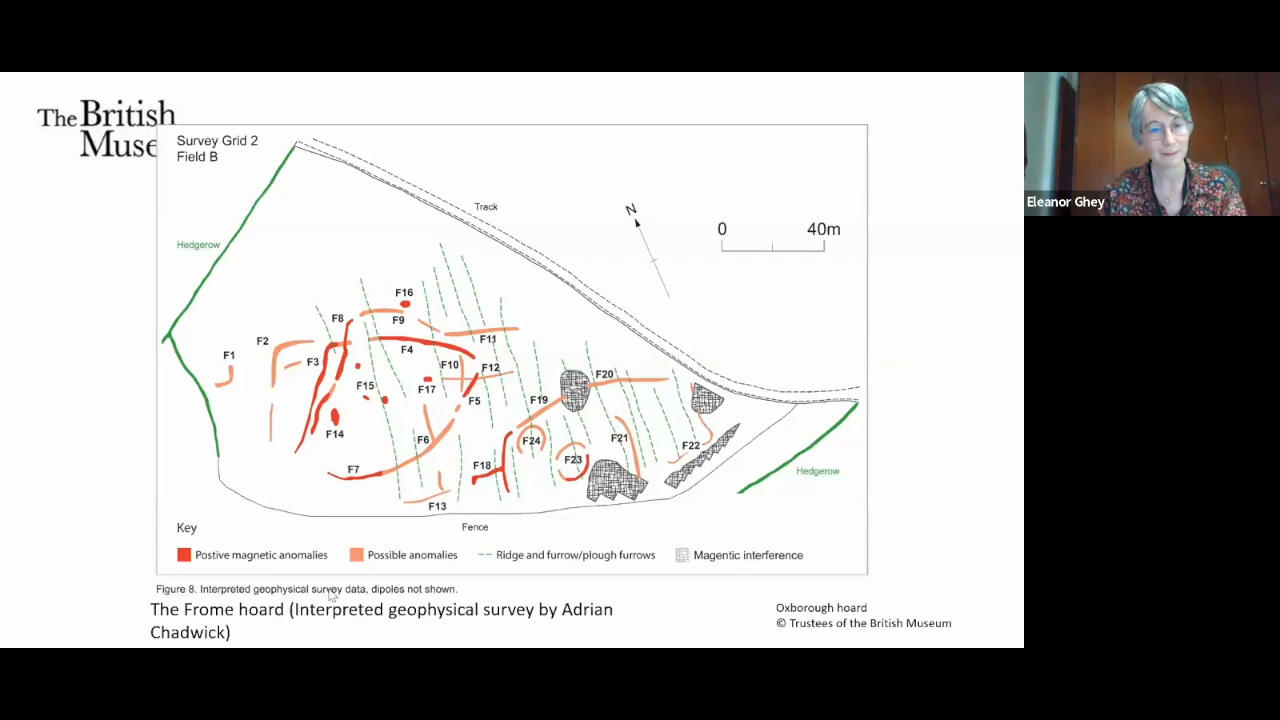 The British
Muse
Survey Grid 2
Field B
Track
N
0 40m
Hedgerow
F16
F8
F9
F2
F11
F1
F3
F4
F10
F12
F15
F17
F20
F5
F19
F14
F6
F24
F21
F22
F7
F18
F23
Hedgerow
F13
Fence
Key
Postive magnetic anomalies
Possible anomalies
Ridge and furrow/plough furrows
Magentic interference
Figure 8. Interpreted geophysical survey data, dipoles not shown.
The Frome hoard (Interpreted geophysical survey by Adrian
Chadwick)
Oxborough hoard
© Trustees of the British Museum
Eleanor Ghey